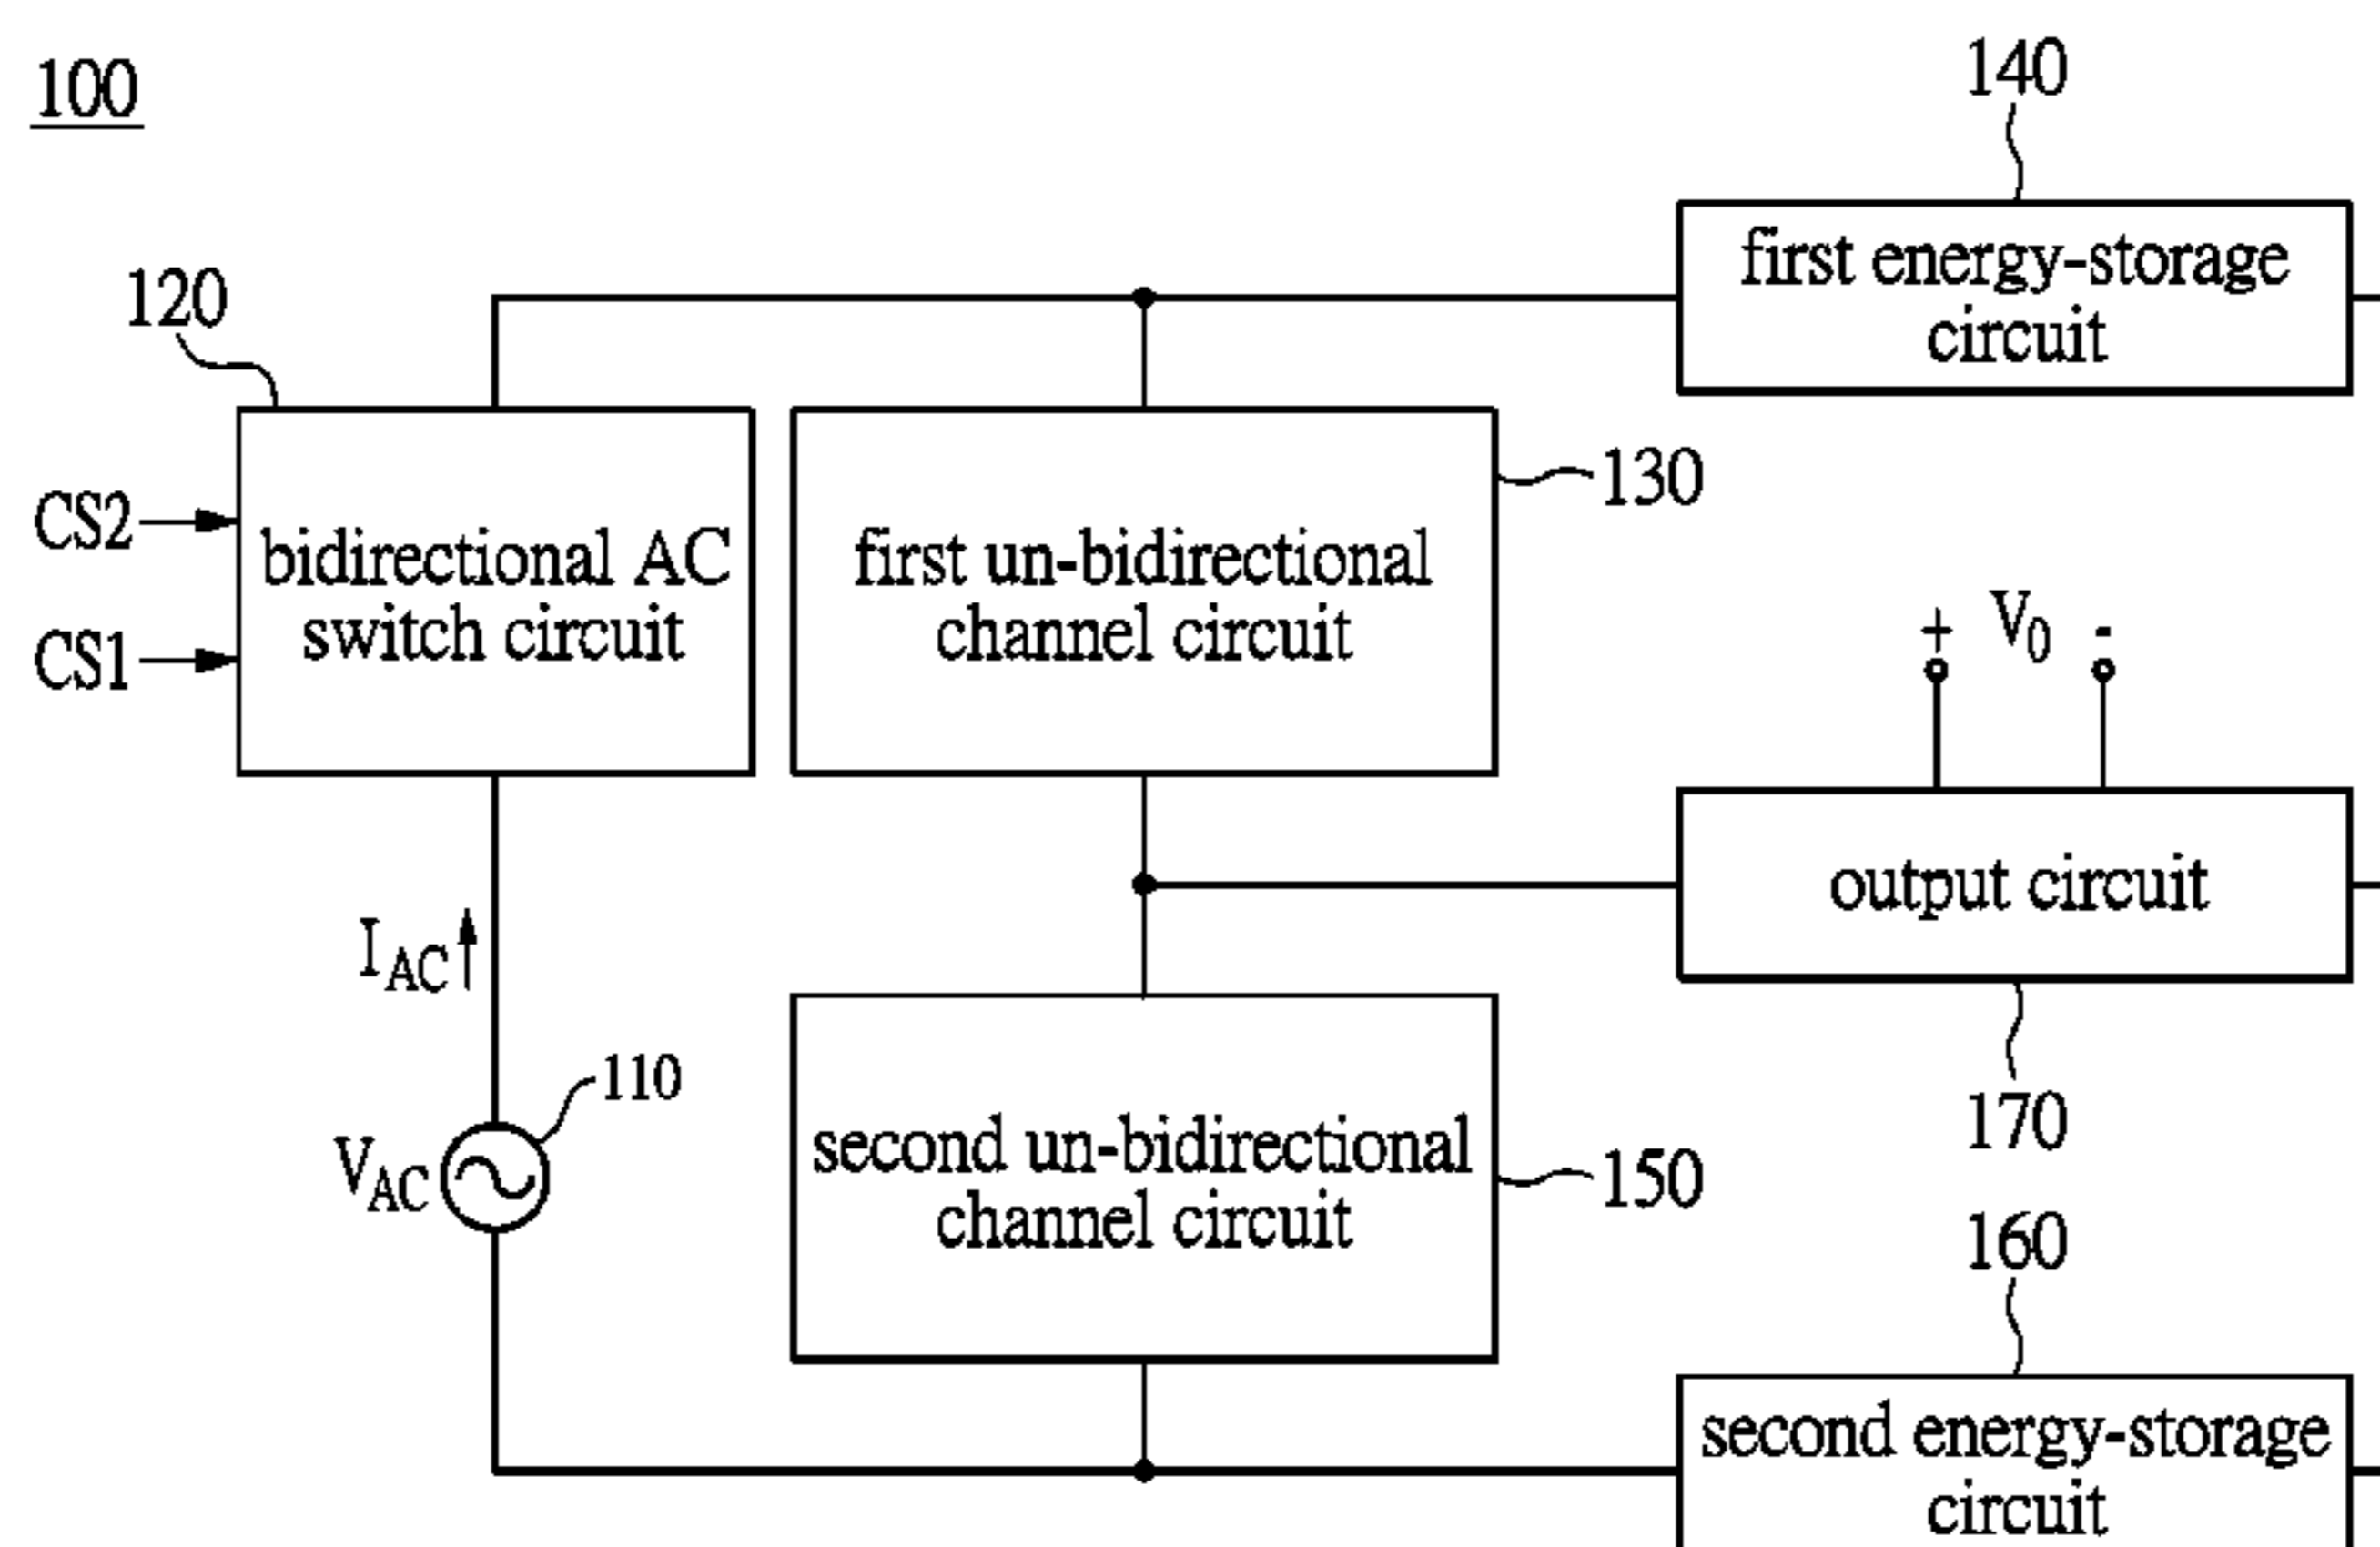 100
140
first energy-storage
circuit
120
130
CS2
bidirectional AC
switch circuit
first un-bidirectional
channel circuit
CS1
+ V0 -
output circuit
IAC
170
110
VAC
second un-bidirectional
channel circuit
150
160
second energy-storage
circuit